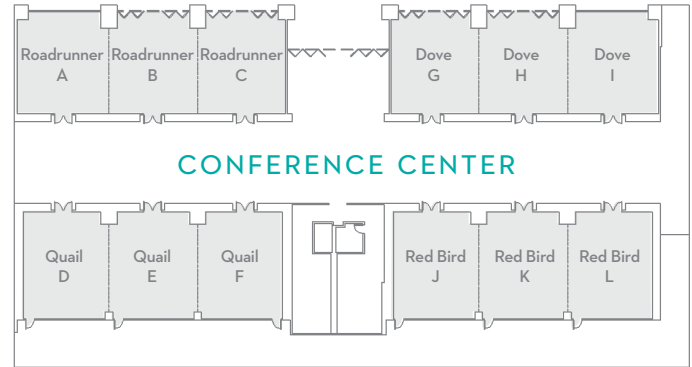 Roadrunner A
Roadrunner B
Roadrunner C
Dove G
Dove H
Dove I
CONFERENCE CENTER
Quail D
Quail E
Quail F
Red Bird J
Red Bird K
Red Bird L